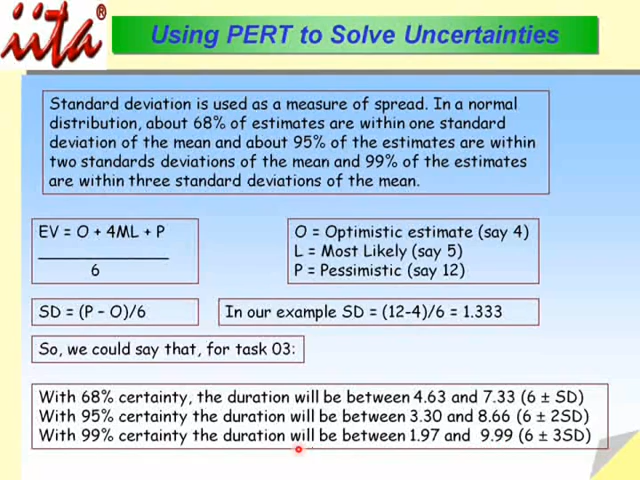 iita®
Using PERT to Solve Uncertainties
Standard deviation is used as a measure of spread. In a normal
distribution, about 68% of estimates are within one standard
deviation of the mean and about 95% of the estimates are within
two standards deviations of the mean and 99% of the estimates
are within three standard deviations of the mean.
EV = O + 4ML + P
______________
6
O = Optimistic estimate (say 4)
L = Most Likely (say 5)
P = Pessimistic (say 12)
SD = (P - O)/6
In our example SD = (12-4)/6 = 1.333
So, we could say that, for task 03:
With 68% certainty, the duration will be between 4.63 and 7.33 (6 ± SD)
With 95% certainty the duration will be between 3.30 and 8.66 (6 ± 2SD)
With 99% certainty the duration will be between 1.97 and 9.99 (6 ± 3SD)